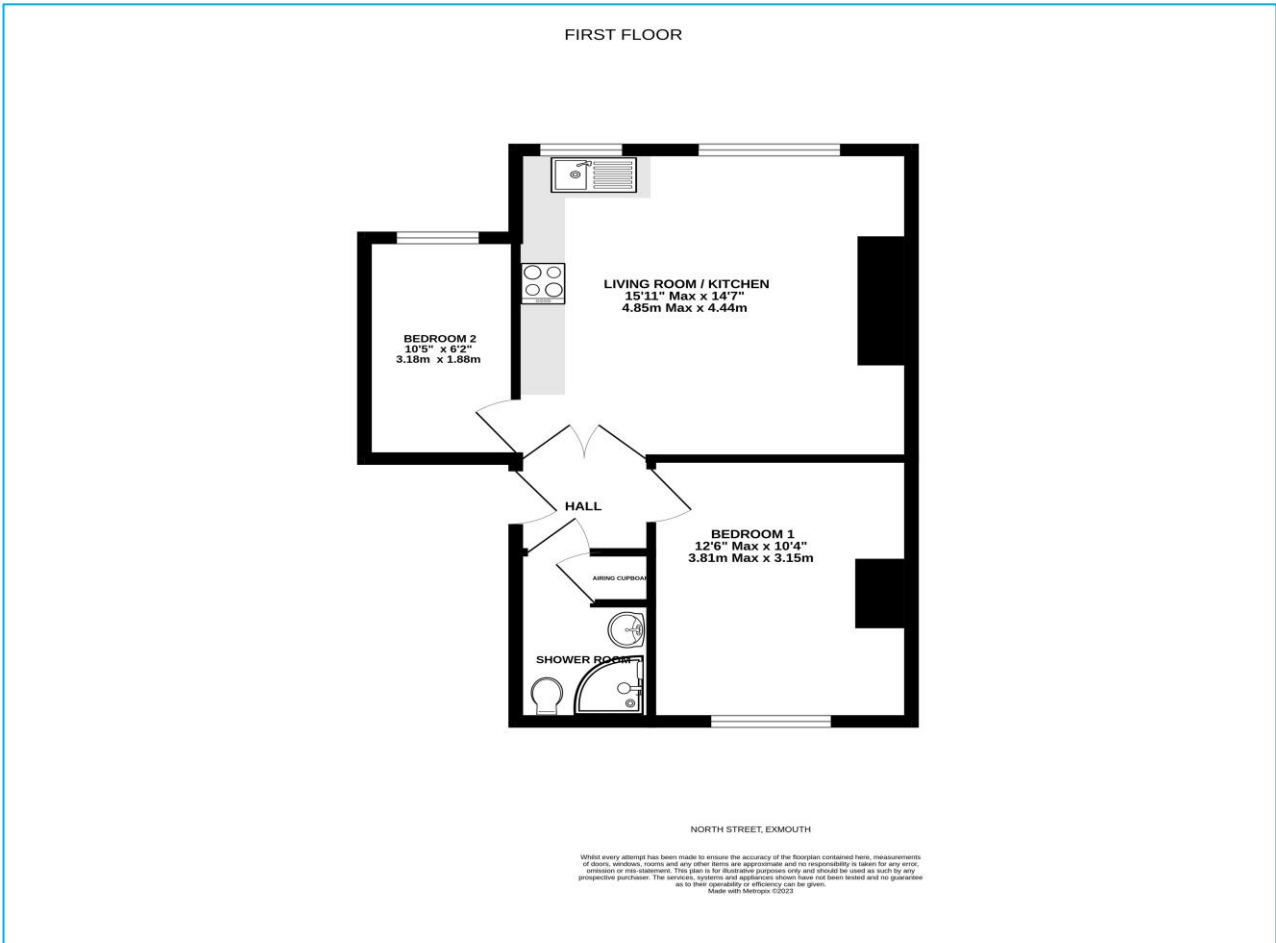 FIRST FLOOR
LIVING ROOM / KITCHEN
15'11" Max x 14'7"
4.85m Max x 4.44m
BEDROOM 2
10'5" x 6'2"
3.18m x 1.88m
HALL
BEDROOM 1
12'6" Max x 10'4"
3.81m Max x 3.15m
AIRING CUPBOA
SHOWER ROOM
NORTH STREET, EXMOUTH
Whilst every attempt has been made to ensure the accuracy of the floorplan contained here, measurements
of doors, windows, rooms and any other items are approximate and no responsibility is taken for any error,
omission or mis-statement. This plan is for illustrative purposes only and should be used as such by any
prospective purchaser. The services, systems and appliances shown have not been tested and no guarantee
as to their operability or efficiency can be given.
Made with Metropix ©2023